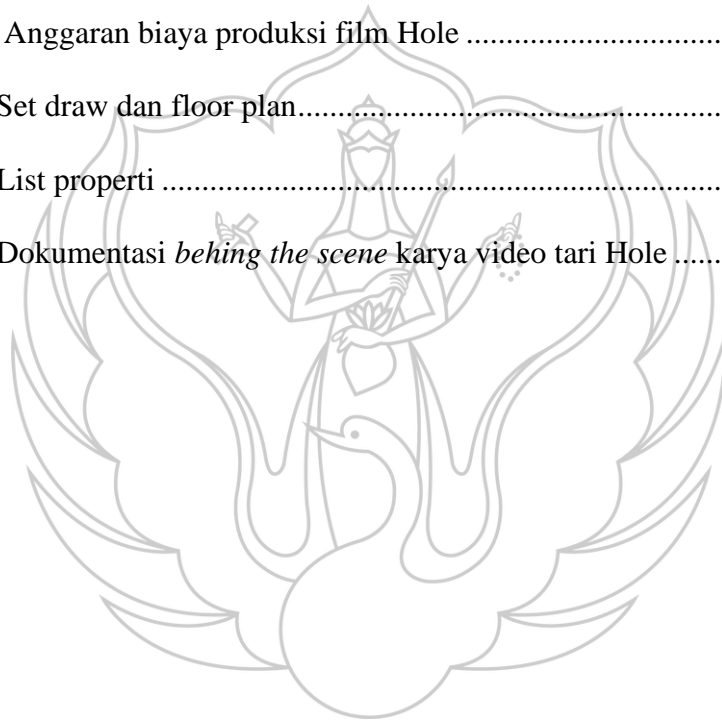 Anggaran biaya produksi film Hole ................................
Set draw dan floor plan.....................................................
List properti ......................................................................
Dokumentasi behing the scene karya video tari Hole ......